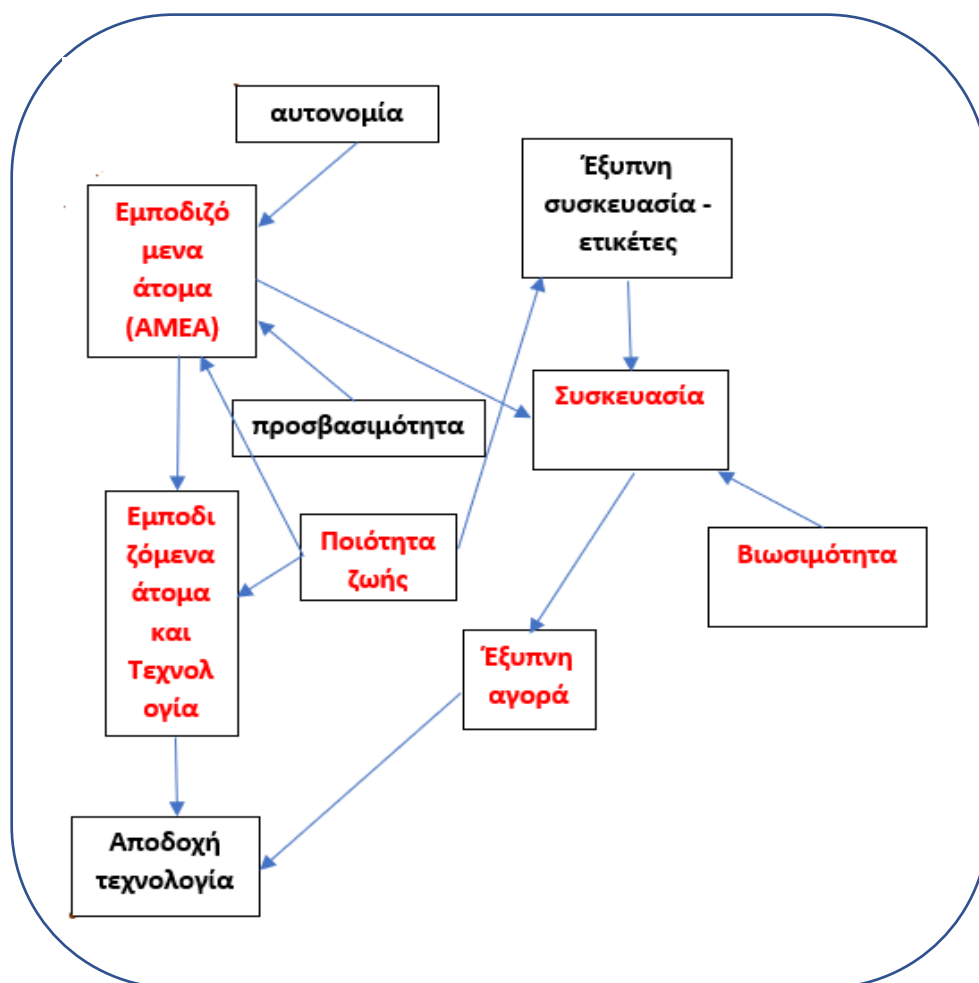 αυτονομία
Έξυπνη
συσκευασία -
ετικέτες
Εμποδιζό
μενα
άτομα
(ΑΜΕΑ)
Συσκευασία
προσβασιμότητα
Εμποδι
ζόμενα
άτομα
και
Τεχνολ
ογία
Ποιότητα
ζωής
Βιωσιμότητα
Έξυπνη
αγορά
Αποδοχή
τεχνολογία